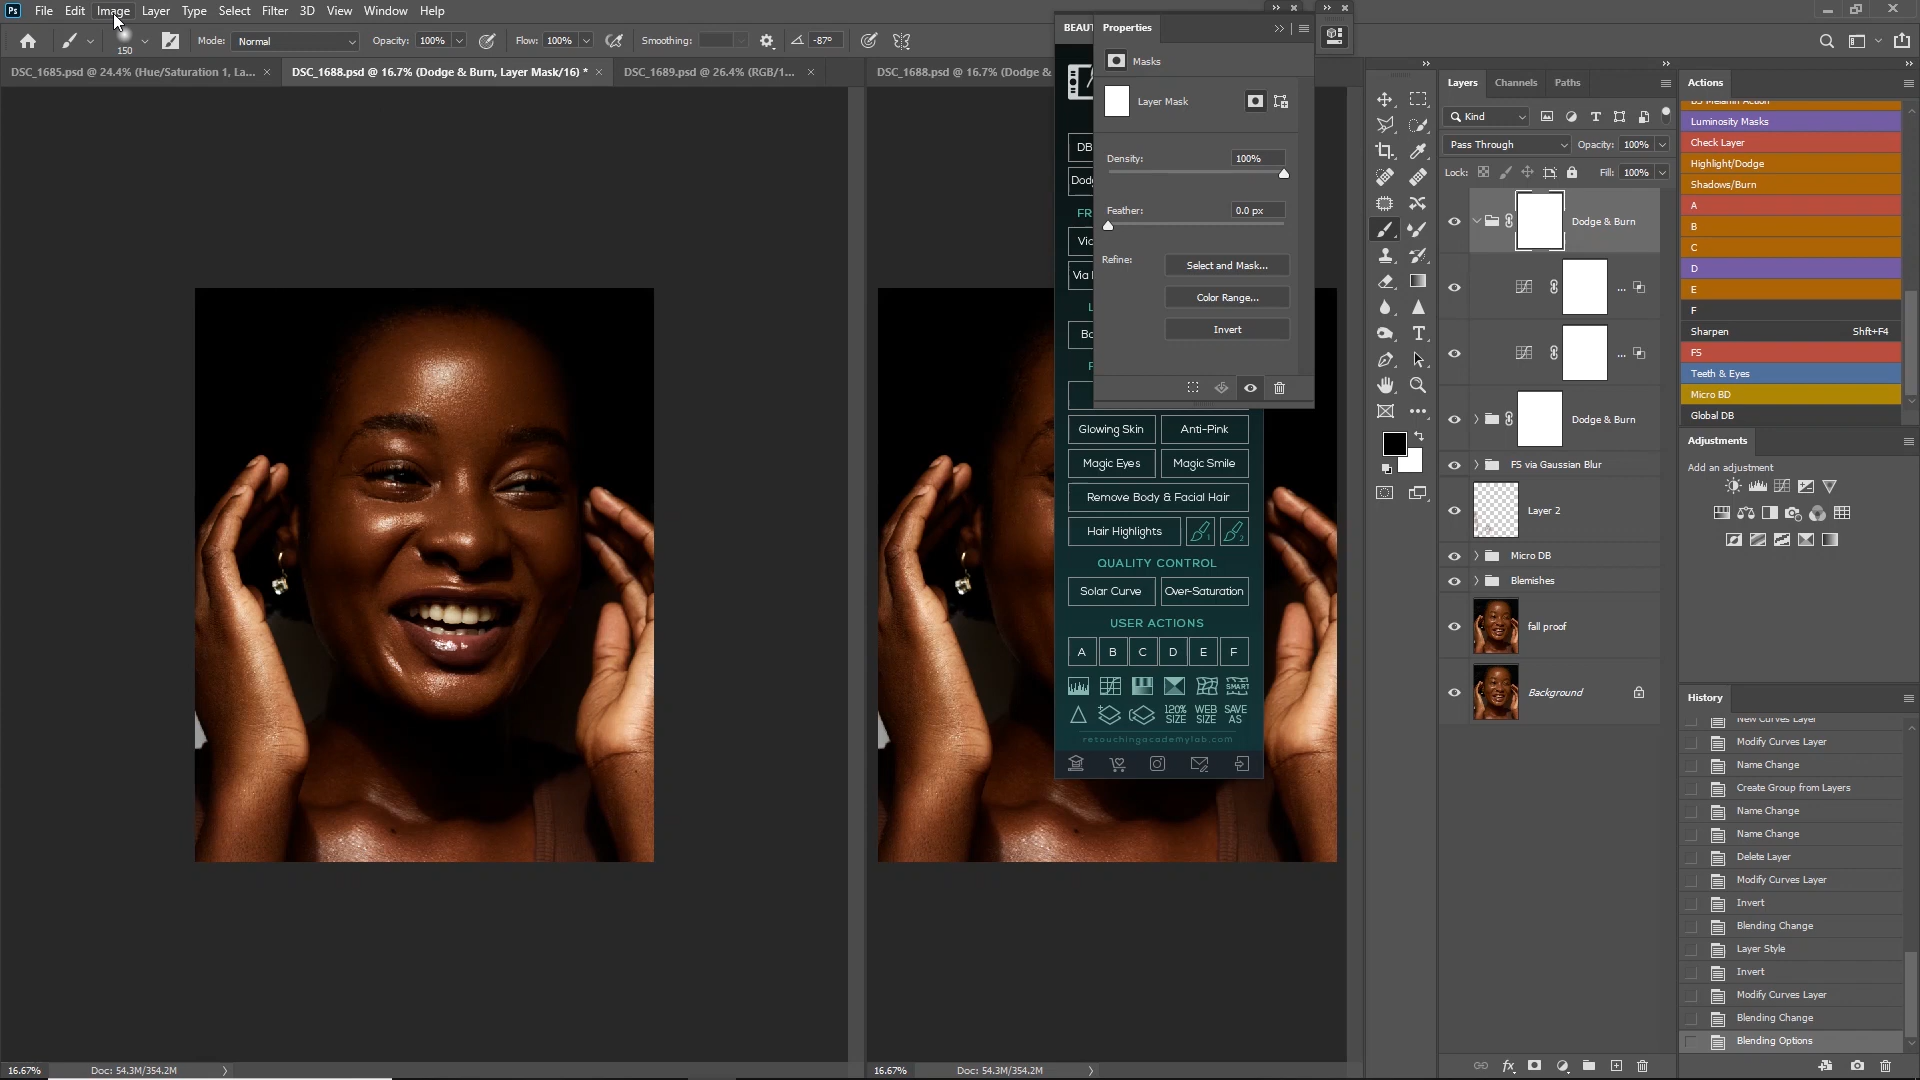 Ps File Edit Image Layer Type Select Filter 3D View Window Help
150 Mode: Normal Opacity: 100% Flow: 100% Smoothing: -87°
DSC_1685.psd @ 24.4% (Hue/Saturation 1, La... × DSC_1688.psd @ 16.7% (Dodge & Burn, Layer Mask/16) * × DSC_1689.psd @ 26.4% (RGB/1... × DSC_1688.psd @ 16.7% (Dodge &
BEAU
Properties
Masks
Layer Mask
Density: 100%
Feather: 0.0 px
Refine: Select and Mask...
Color Range...
Invert
DB
Dod
FR
Via
Via
L
Bo
F
Glowing Skin Anti-Pink
Magic Eyes Magic Smile
Remove Body & Facial Hair
Hair Highlights 1 2
QUALITY CONTROL
Solar Curve Over-Saturation
USER ACTIONS
A B C D E F
SMART
120% SIZE WEB SIZE SAVE AS
retouchingacademylab.com
Layers Channels Paths
Kind
Pass Through Opacity: 100%
Lock: Fill: 100%
Dodge & Burn
...
...
Dodge & Burn
FS via Gaussian Blur
Layer 2
Micro DB
Blemishes
fall proof
Background
Actions
Melanin Action
Luminosity Masks
Check Layer
Highlight/Dodge
Shadows/Burn
A
B
C
D
E
F
Sharpen Shft+F4
FS
Teeth & Eyes
Micro BD
Global DB
Adjustments
Add an adjustment
History
New Curves Layer
Modify Curves Layer
Name Change
Create Group from Layers
Name Change
Name Change
Delete Layer
Modify Curves Layer
Invert
Blending Change
Layer Style
Invert
Modify Curves Layer
Blending Change
Blending Options
16.67% Doc: 54.3M/354.2M
16.67% Doc: 54.3M/354.2M
fx